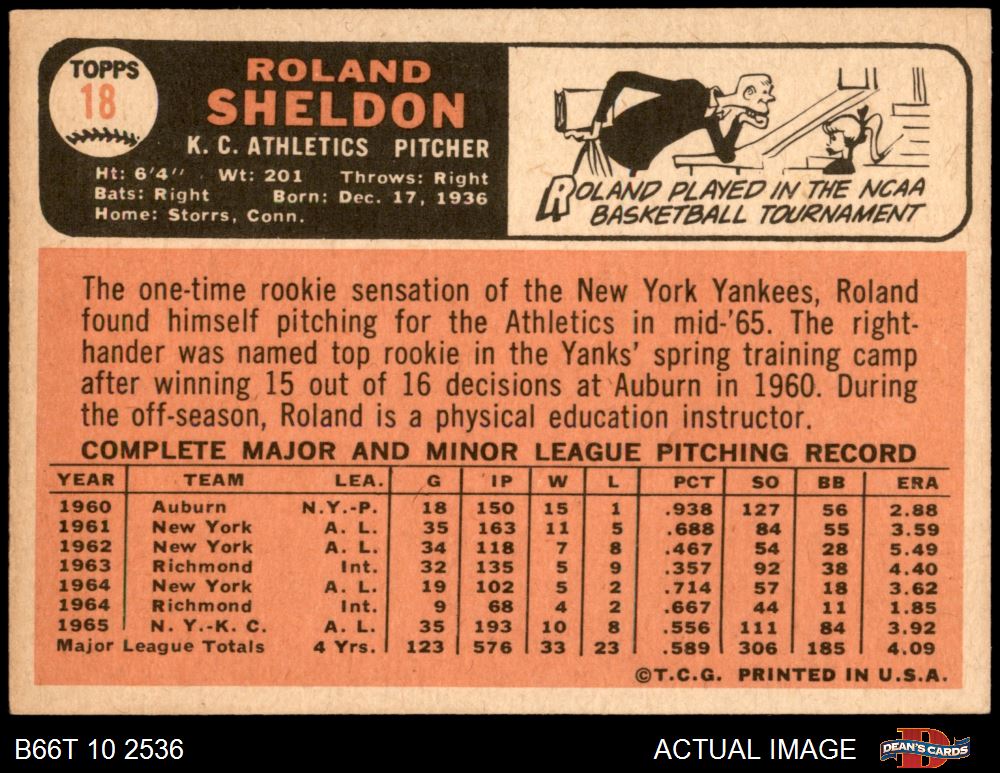 TOPPS
18
ROLAND
SHELDON
K. C. ATHLETICS PITCHER
Ht: 6'4" Wt: 201 Throws: Right
Bats: Right Born: Dec. 17, 1936
Home: Storrs, Conn.
ROLAND PLAYED IN THE NCAA
BASKETBALL TOURNAMENT
The one-time rookie sensation of the New York Yankees, Roland
found himself pitching for the Athletics in mid-'65. The right-
hander was named top rookie in the Yanks' spring training camp
after winning 15 out of 16 decisions at Auburn in 1960. During
the off-season, Roland is a physical education instructor.
COMPLETE MAJOR AND MINOR LEAGUE PITCHING RECORD
YEAR TEAM LEA. G IP W L PCT SO BB ERA
1960 Auburn N.Y.-P. 18 150 15 1 .938 127 56 2.88
1961 New York A. L. 35 163 11 5 .688 84 55 3.59
1962 New York A. L. 34 118 7 8 .467 54 28 5.49
1963 Richmond Int. 32 135 5 9 .357 92 38 4.40
1964 New York A. L. 19 102 5 2 .714 57 18 3.62
1964 Richmond Int. 9 68 4 2 .667 44 11 1.85
1965 N. Y.-K. C. A. L. 35 193 10 8 .556 111 84 3.92
Major League Totals 4 Yrs. 123 576 33 23 .589 306 185 4.09
©T.C.G. PRINTED IN U.S.A.
B66T 10 2536 ACTUAL IMAGE DEAN'S CARDS